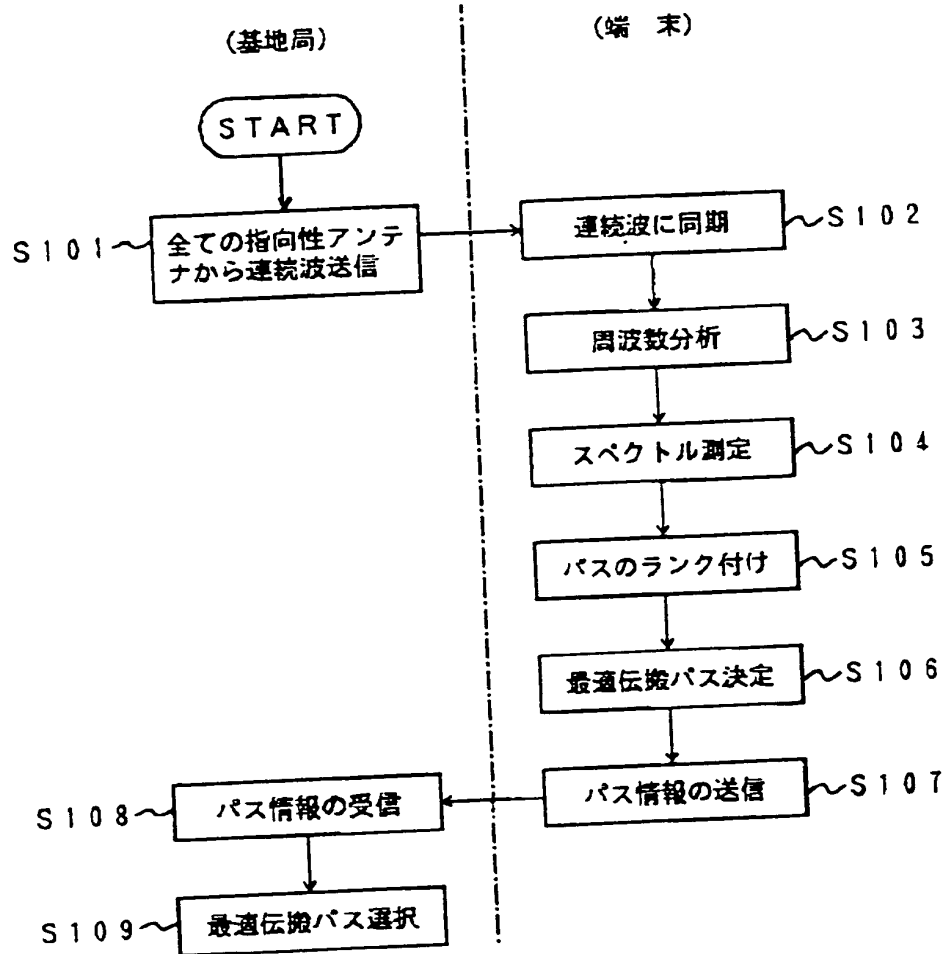 (基地局)
(端 末)
START
S101
全ての指向性アンテ
ナから連続波送信
連続波に同期
S102
周波数分析
S103
スペクトル測定
S104
パスのランク付け
S105
最適伝搬パス決定
S106
パス情報の送信
S107
S108
パス情報の受信
S109
最適伝搬パス選択